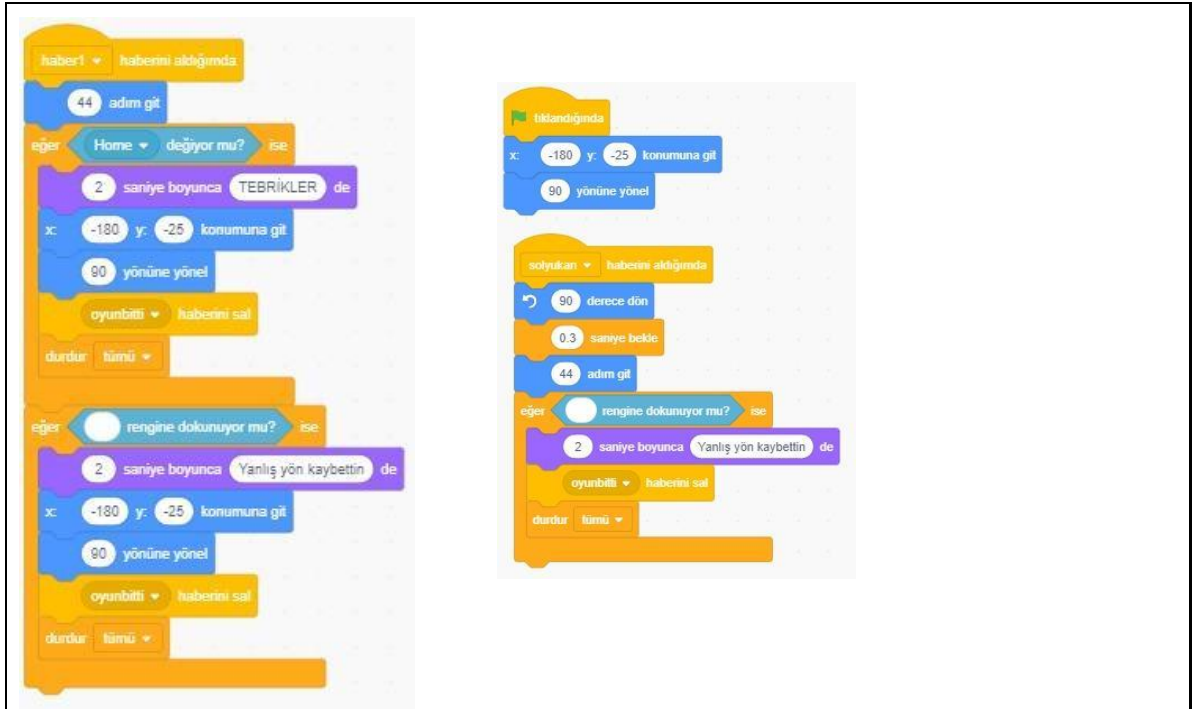 haber1 haberini aldığımda
44 adım git
eğer Home değiyor mu? ise
2 saniye boyunca TEBRİKLER de
x: -180 y: -25 konumuna git
90 yönüne yönel
oyunbitti haberini sal
durdur tümü
eğer rengine dokunuyor mu? ise
2 saniye boyunca Yanlış yön kaybettin de
x: -180 y: -25 konumuna git
90 yönüne yönel
oyunbitti haberini sal
durdur tümü
tıklandığında
x: -180 y: -25 konumuna git
90 yönüne yönel
solyukarı haberini aldığımda
90 derece dön
0.3 saniye bekle
44 adım git
eğer rengine dokunuyor mu? ise
2 saniye boyunca Yanlış yön kaybettin de
oyunbitti haberini sal
durdur tümü